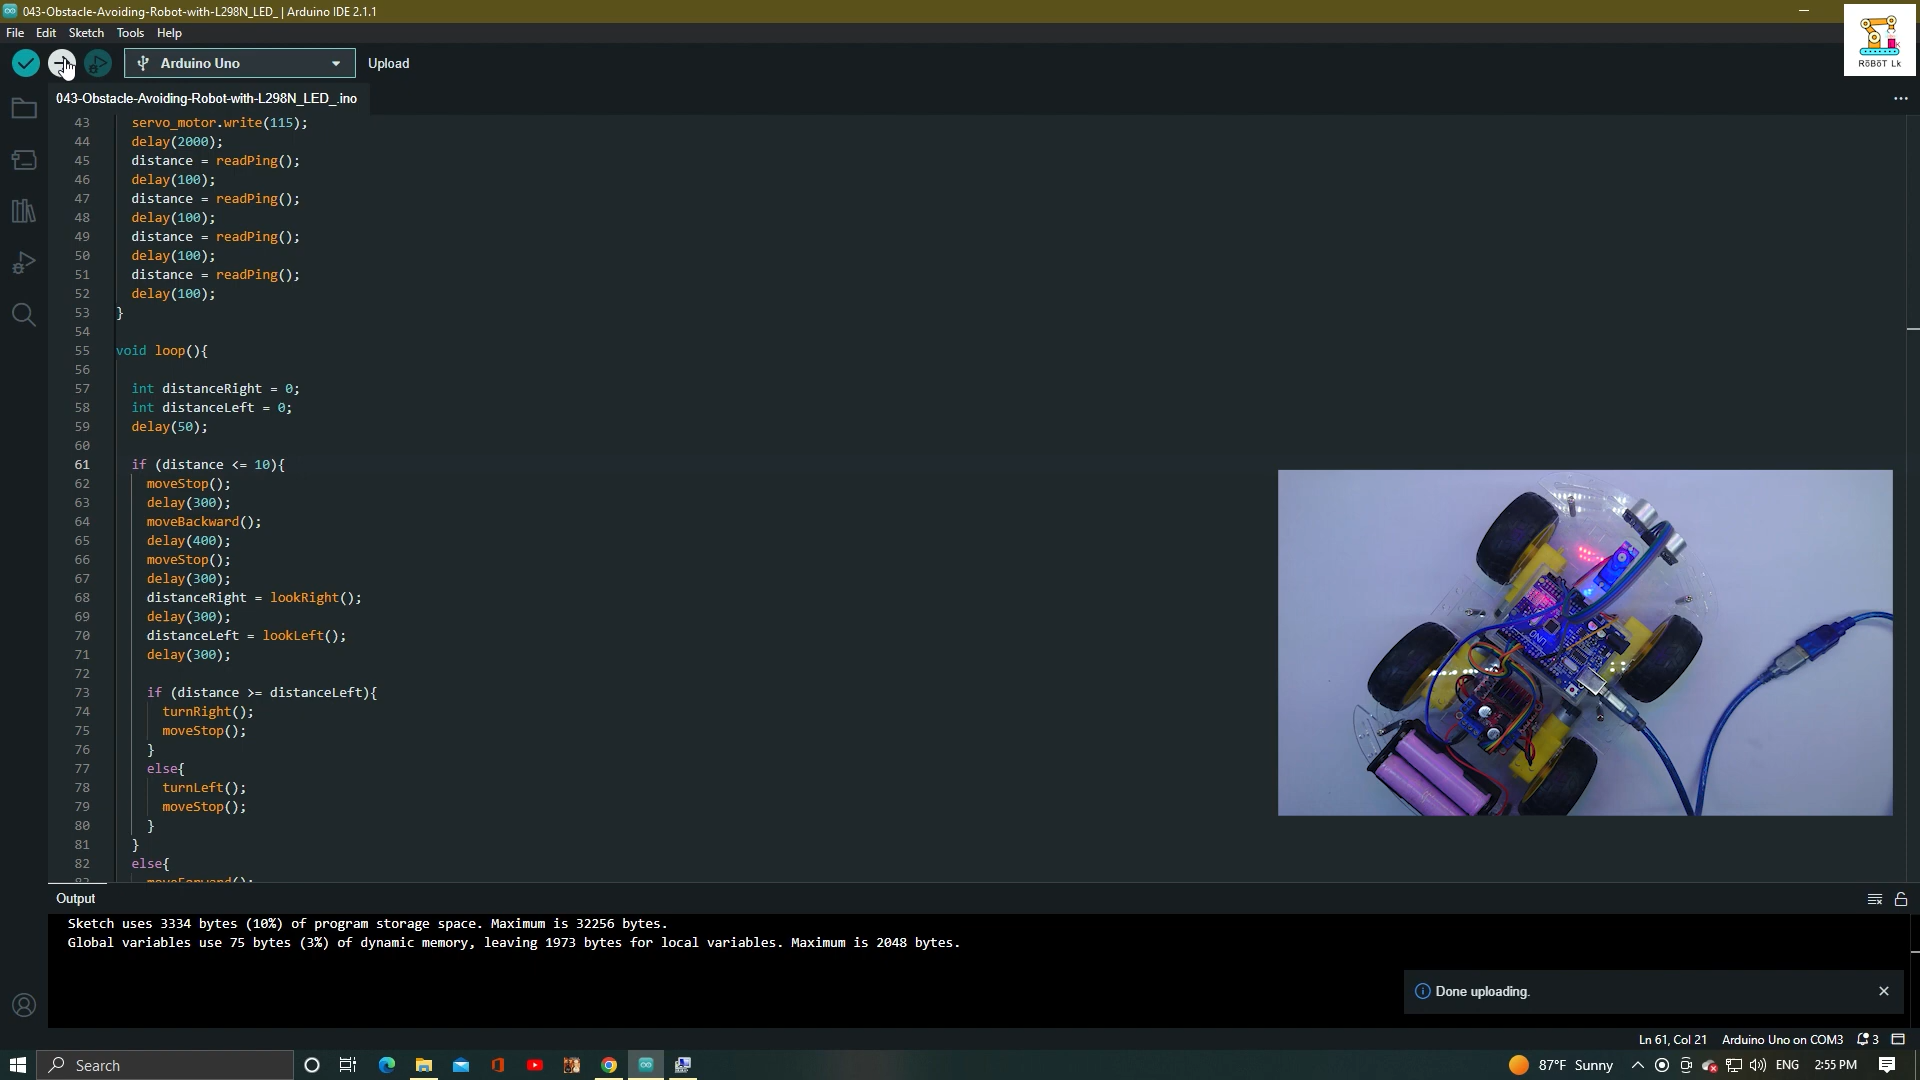 043-Obstacle-Avoiding-Robot-with-L298N_LED_ | Arduino IDE 2.1.1
File Edit Sketch Tools Help
Arduino Uno
Upload
RöBöT Lk
043-Obstacle-Avoiding-Robot-with-L298N_LED_.ino
43 servo_motor.write(115);
44 delay(2000);
45 distance = readPing();
46 delay(100);
47 distance = readPing();
48 delay(100);
49 distance = readPing();
50 delay(100);
51 distance = readPing();
52 delay(100);
53 }
54
55 void loop(){
56
57 int distanceRight = 0;
58 int distanceLeft = 0;
59 delay(50);
60
61 if (distance <= 10){
62 moveStop();
63 delay(300);
64 moveBackward();
65 delay(400);
66 moveStop();
67 delay(300);
68 distanceRight = lookRight();
69 delay(300);
70 distanceLeft = lookLeft();
71 delay(300);
72
73 if (distance >= distanceLeft){
74 turnRight();
75 moveStop();
76 }
77 else{
78 turnLeft();
79 moveStop();
80 }
81 }
82 else{
83 moveForward();
UNO
Output
Sketch uses 3334 bytes (10%) of program storage space. Maximum is 32256 bytes.
Global variables use 75 bytes (3%) of dynamic memory, leaving 1973 bytes for local variables. Maximum is 2048 bytes.
Done uploading.
Ln 61, Col 21 Arduino Uno on COM3 3
Search
87°F Sunny
ENG
2:55 PM